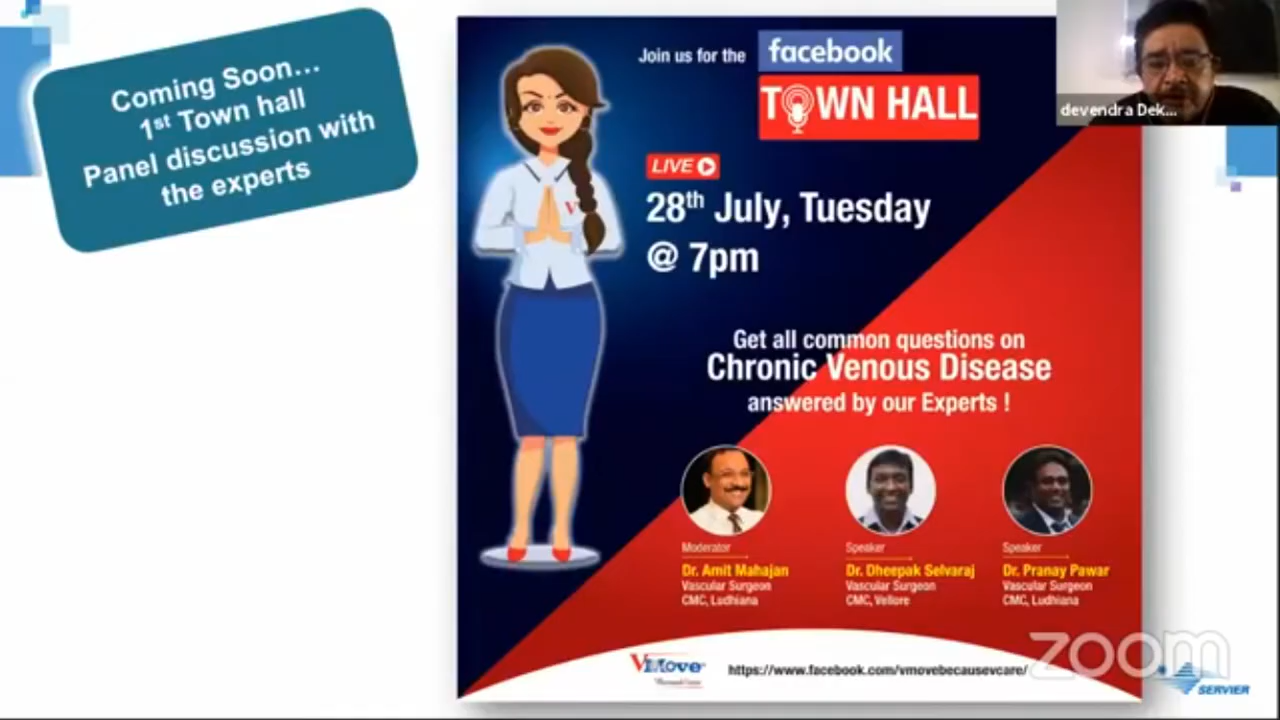 Coming Soon...
1st Town hall
Panel discussion with
the experts
Join us for the facebook
TOWN HALL
LIVE
28th July, Tuesday
@ 7pm
Get all common questions on
Chronic Venous Disease
answered by our Experts !
Moderator
Dr. Amit Mahajan
Vascular Surgeon
CMC, Ludhiana
Speaker
Dr. Dheepak Selvaraj
Vascular Surgeon
CMC, Vellore
Speaker
Dr. Pranay Pawar
Vascular Surgeon
CMC, Ludhiana
VMove
https://www.facebook.com/vmovebecausevcare/
devendra Dek...
zoom
SERVIER